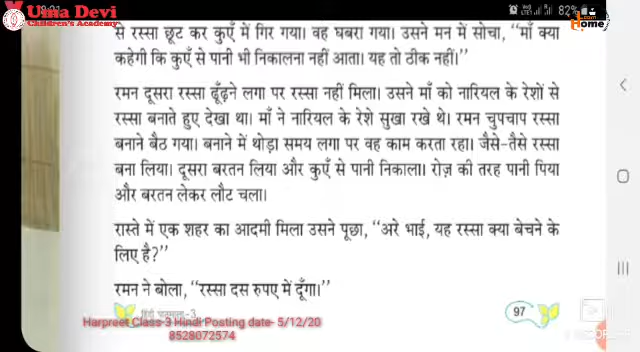 Uma Devi
Children's Academy
82%
Home
से रस्सा छूट कर कुएँ में गिर गया। वह घबरा गया। उसने मन में सोचा, ‘‘माँ क्या
कहेगी कि कुएँ से पानी भी निकालना नहीं आता। यह तो ठीक नहीं।’’
रमन दूसरा रस्सा ढूँढ़ने लगा पर रस्सा नहीं मिला। उसने माँ को नारियल के रेशों से
रस्सा बनाते हुए देखा था। माँ ने नारियल के रेशे सुखा रखे थे। रमन चुपचाप रस्सा
बनाने बैठ गया। बनाने में थोड़ा समय लगा पर वह काम करता रहा। जैसे-तैसे रस्सा
बना लिया। दूसरा बरतन लिया और कुएँ से पानी निकाला। रोज़ की तरह पानी पिया
और बरतन लेकर लौट चला।
रास्ते में एक शहर का आदमी मिला उसने पूछा, ‘‘अरे भाई, यह रस्सा क्या बेचने के
लिए है?’’
रमन ने बोला, ‘‘रस्सा दस रुपए में दूँगा।’’
97
Harpreet Class-3 Hindi Posting date- 5/12/20
8528072574